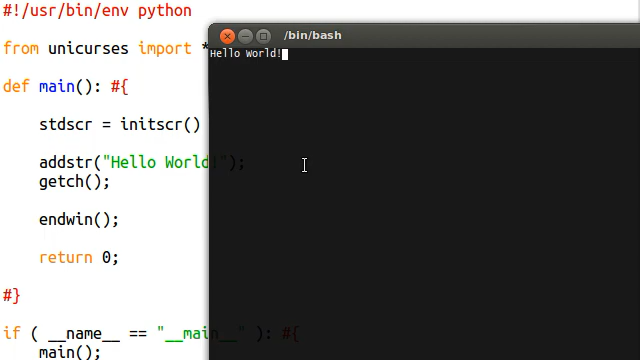 #!/usr/bin/env python
from unicurses import *
def main(): #{
stdscr = initscr()
addstr("Hello World!");
getch();
endwin();
return 0;
#}
if ( __name__ == "__main__" ): #{
main();
/bin/bash
Hello World!